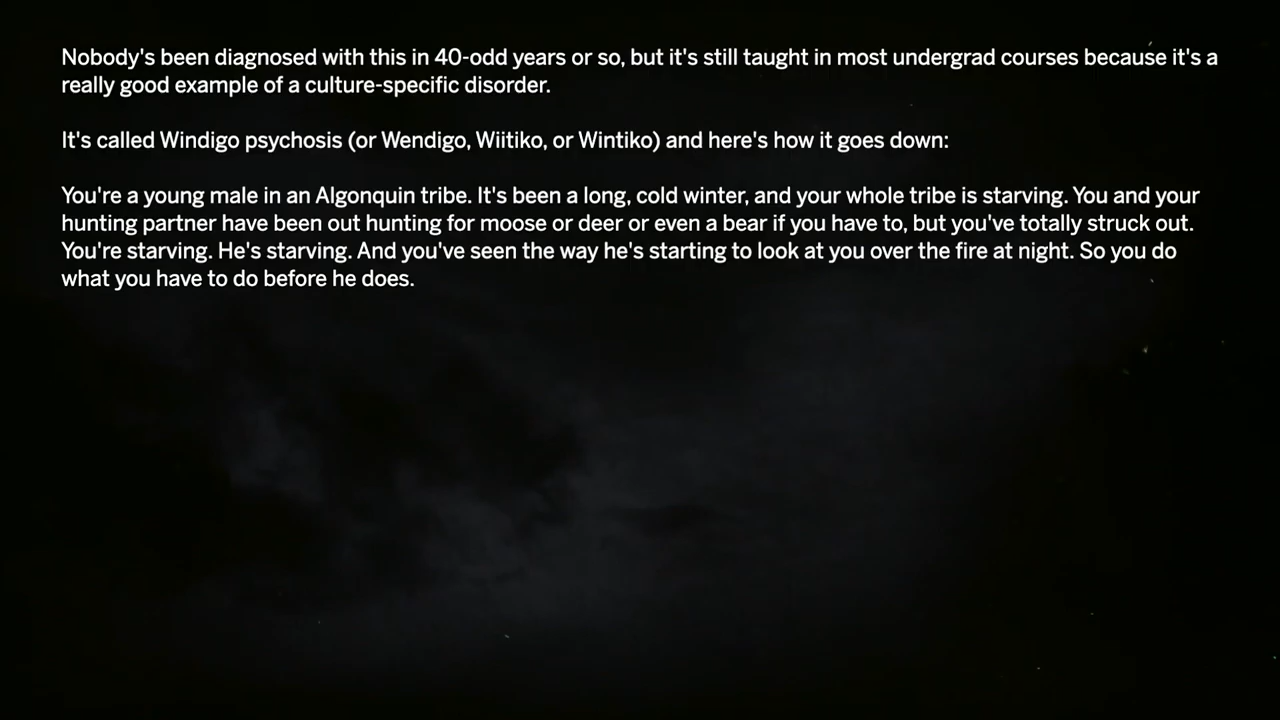 Nobody's been diagnosed with this in 40-odd years or so, but it's still taught in most undergrad courses because it's a
really good example of a culture-specific disorder.
It's called Windigo psychosis (or Wendigo, Wiitiko, or Wintiko) and here's how it goes down:
You're a young male in an Algonquin tribe. It's been a long, cold winter, and your whole tribe is starving. You and your
hunting partner have been out hunting for moose or deer or even a bear if you have to, but you've totally struck out.
You're starving. He's starving. And you've seen the way he's starting to look at you over the fire at night. So you do
what you have to do before he does.